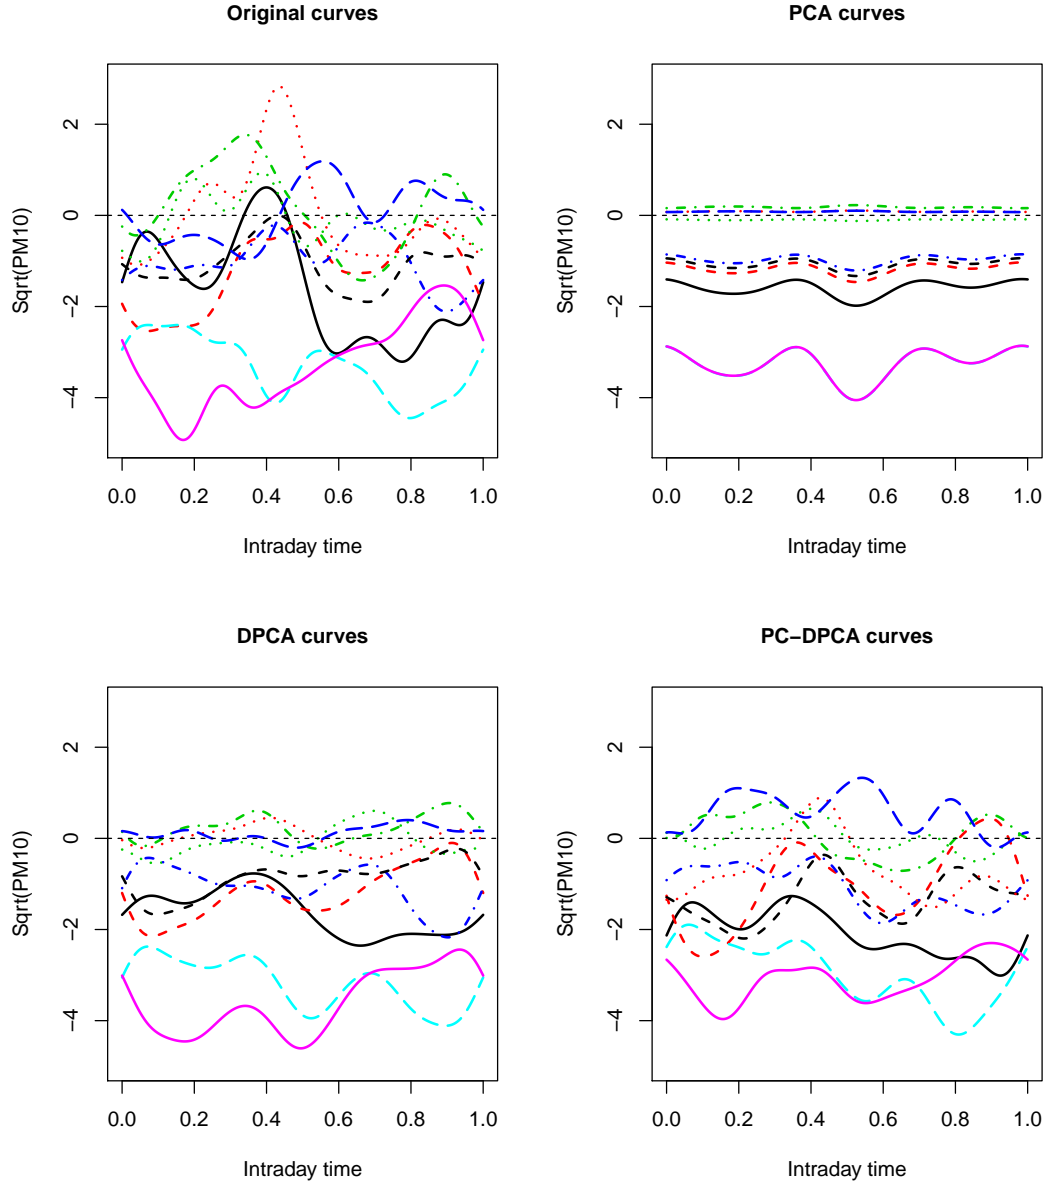 Original curves
Sqrt(PM10)
2
0
−2
−4
0.0 0.2 0.4 0.6 0.8 1.0
Intraday time
PCA curves
Sqrt(PM10)
2
0
−2
−4
0.0 0.2 0.4 0.6 0.8 1.0
Intraday time
DPCA curves
Sqrt(PM10)
2
0
−2
−4
0.0 0.2 0.4 0.6 0.8 1.0
Intraday time
PC−DPCA curves
Sqrt(PM10)
2
0
−2
−4
0.0 0.2 0.4 0.6 0.8 1.0
Intraday time